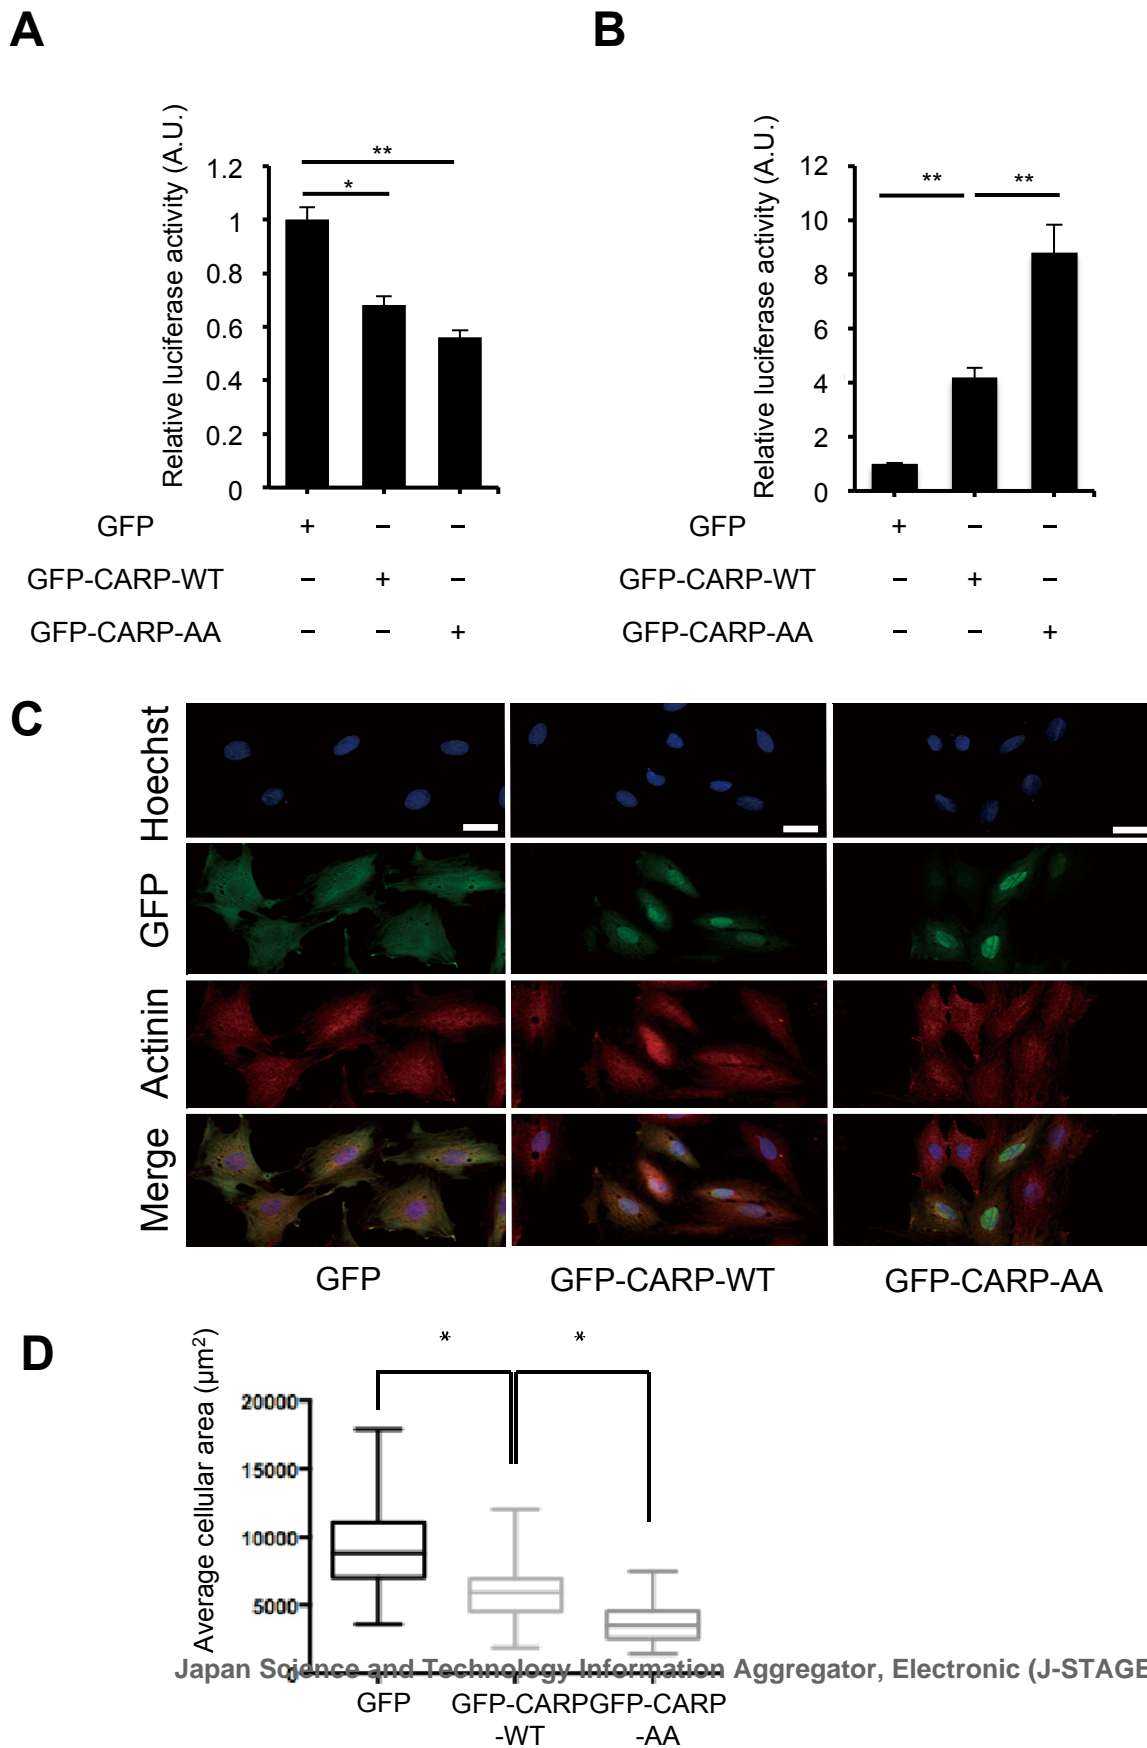 A
B
Relative luciferase activity (A.U.)
1.2
1
0.8
0.6
0.4
0.2
0
**
*
GFP + – –
GFP-CARP-WT – + –
GFP-CARP-AA – – +
Relative luciferase activity (A.U.)
12
10
8
6
4
2
0
** **
GFP + – –
GFP-CARP-WT – + –
GFP-CARP-AA – – +
C
Hoechst
GFP
Actinin
Merge
GFP GFP-CARP-WT GFP-CARP-AA
D
Average cellular area (µm²)
* *
20000
15000
10000
5000
0
Japan Science and Technology Information Aggregator, Electronic (J-STAGE
GFP GFP-CARP GFP-CARP
-WT -AA